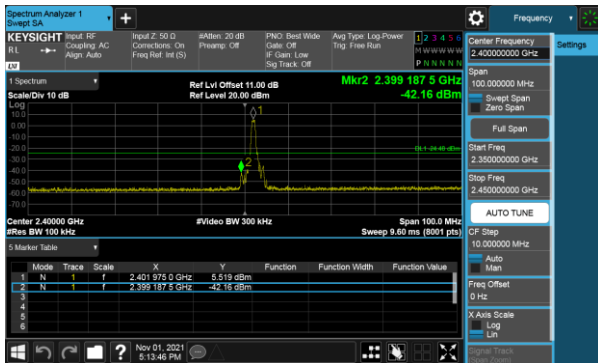 Spectrum Analyzer 1
Swept SA
+
Frequency
KEYSIGHT
RL
Input: RF
Coupling: AC
Align: Auto
Input Z: 50 Ω
Corrections: On
Freq Ref: Int (S)
#Atten: 20 dB
Preamp: Off
PNO: Best Wide
Gate: Off
IF Gain: Low
Sig Track: Off
Avg Type: Log-Power
Trig: Free Run
1 2 3 4 5 6
M W W W W W
P N N N N N
1 Spectrum
Scale/Div 10 dB
Ref Lvl Offset 11.00 dB
Ref Level 20.00 dBm
Mkr2 2.399 187 5 GHz
-42.16 dBm
Log
10.0
0.00
-10.0
-20.0
-30.0
-40.0
-50.0
-60.0
-70.0
1
2
Center 2.40000 GHz
#Res BW 100 kHz
#Video BW 300 kHz
Span 100.0 MHz
Sweep 9.60 ms (8001 pts)
5 Marker Table
Mode Trace Scale X Y Function Function Width Function Value
1 N 1 f 2.401 975 0 GHz 5.519 dBm
2 N 1 f 2.399 187 5 GHz -42.16 dBm
3
4
5
6
Nov 01, 2021
5:13:46 PM
Center Frequency
2.400000000 GHz
Settings
Span
100.000000 MHz
Swept Span
Zero Span
Full Span
Start Freq
2.350000000 GHz
Stop Freq
2.450000000 GHz
AUTO TUNE
CF Step
10.000000 MHz
Auto
Man
Freq Offset
0 Hz
X Axis Scale
Log
Lin
Signal Track
(Span Zoom)